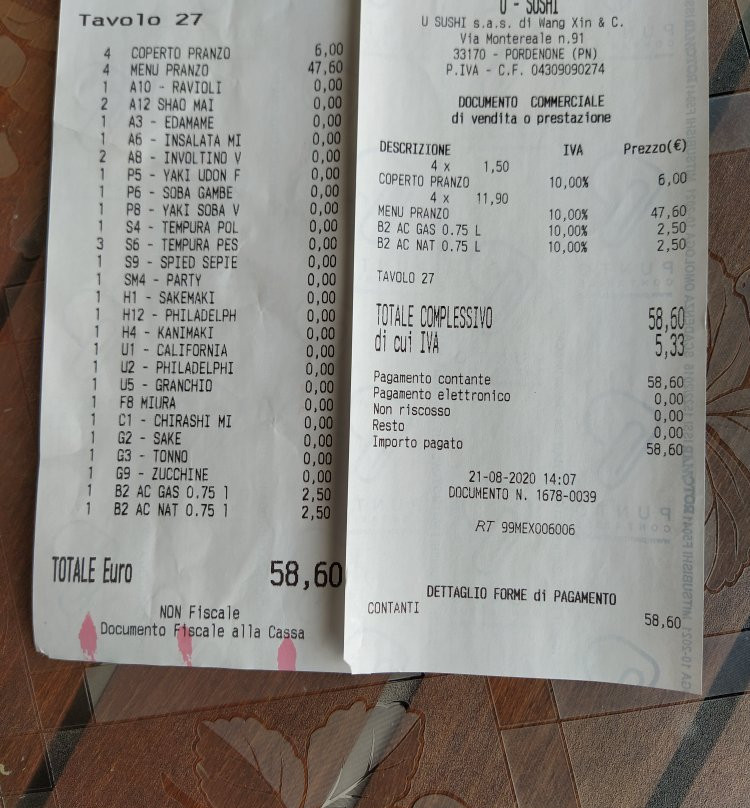 Tavolo 27
4 COPERTO PRANZO 6,00
4 MENU PRANZO 47,60
1 A10 - RAVIOLI 0,00
2 A12 SHAO MAI 0,00
1 A3 - EDAMAME 0,00
1 A6 - INSALATA MI 0,00
2 A8 - INVOLTINO V 0,00
1 P5 - YAKI UDON F 0,00
1 P6 - SOBA GAMBE 0,00
1 P8 - YAKI SOBA V 0,00
1 S4 - TEMPURA POL 0,00
3 S6 - TEMPURA PES 0,00
1 S9 - SPIED SEPIE 0,00
1 SM4 - PARTY 0,00
1 H1 - SAKEMAKI 0,00
1 H12 - PHILADELPH 0,00
1 H4 - KANIMAKI 0,00
1 U1 - CALIFORNIA 0,00
1 U2 - PHILADELPHI 0,00
1 U5 - GRANCHIO 0,00
1 F8 MIURA 0,00
1 C1 - CHIRASHI MI 0,00
1 G2 - SAKE 0,00
1 G3 - TONNO 0,00
1 G9 - ZUCCHINE 0,00
1 B2 AC GAS 0.75 l 2,50
1 B2 AC NAT 0.75 l 2,50
TOTALE Euro 58,60
NON Fiscale
Documento Fiscale alla Cassa
U - SUSHI
U SUSHI s.a.s. di Wang Xin & C.
Via Montereale n.91
33170 - PORDENONE (PN)
P.IVA - C.F. 04309090274
DOCUMENTO COMMERCIALE
di vendita o prestazione
DESCRIZIONE IVA Prezzo(€)
4 x 1,50
COPERTO PRANZO 10,00% 6,00
4 x 11,90
MENU PRANZO 10,00% 47,60
B2 AC GAS 0.75 L 10,00% 2,50
B2 AC NAT 0.75 L 10,00% 2,50
TAVOLO 27
TOTALE COMPLESSIVO 58,60
di cui IVA 5,33
Pagamento contante 58,60
Pagamento elettronico 0,00
Non riscosso 0,00
Resto 0,00
Importo pagato 58,60
21-08-2020 14:07
DOCUMENTO N. 1678-0039
RT 99MEX006006
DETTAGLIO FORME di PAGAMENTO
CONTANTI 58,60